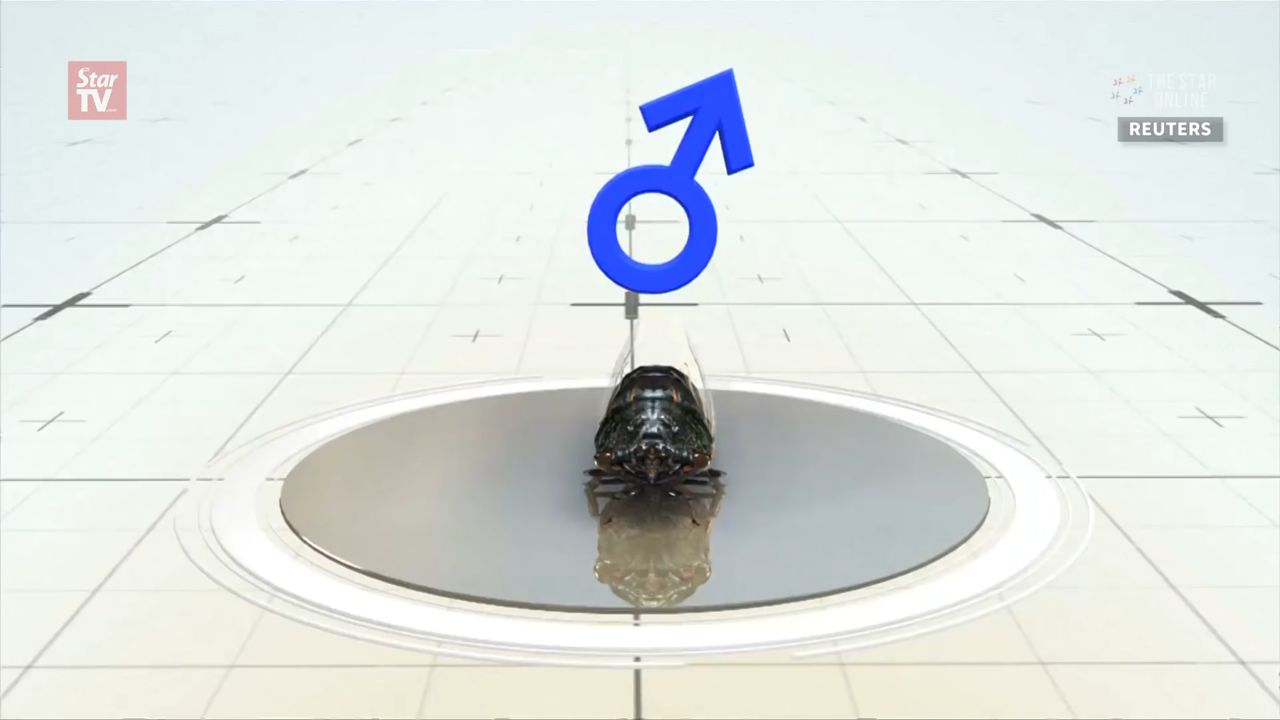 Star
TV
THE STAR
ONLINE
REUTERS